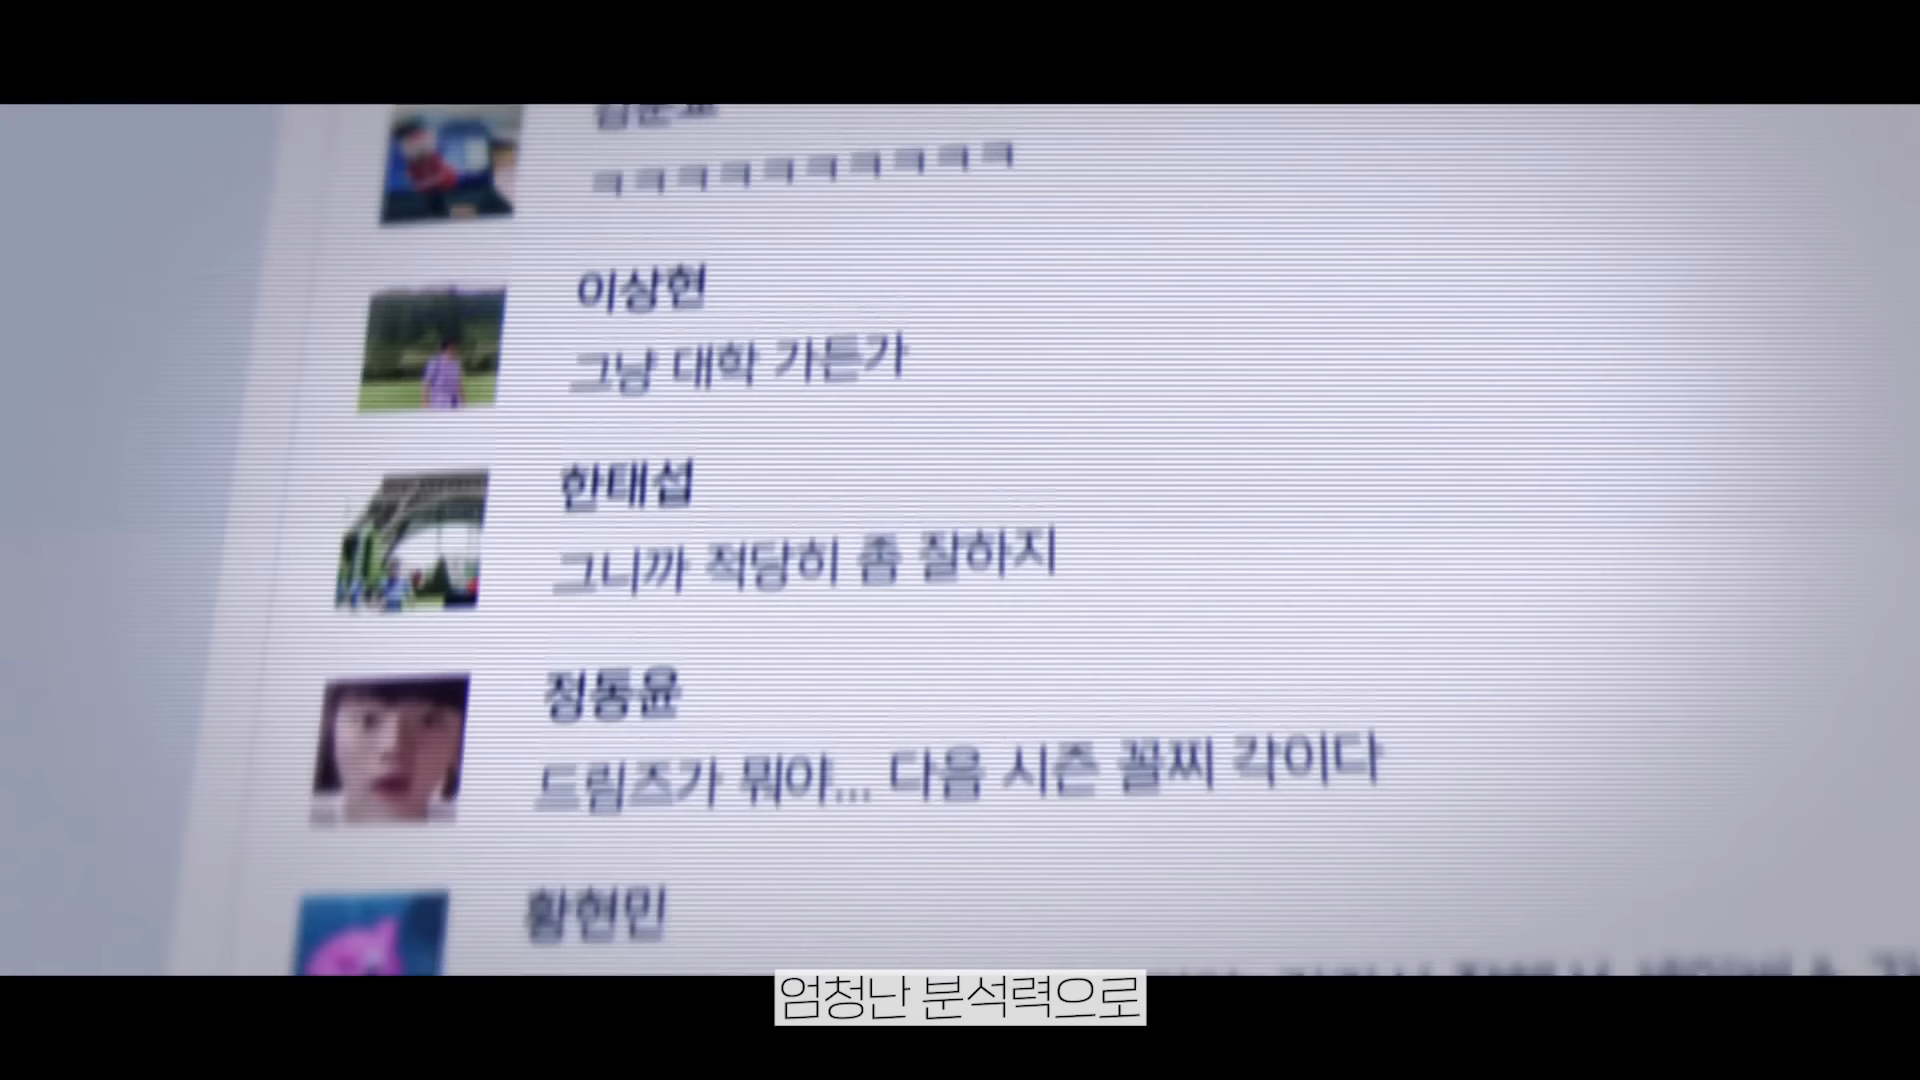 ㅋㅋㅋㅋㅋㅋㅋㅋㅋㅋ
이상현
그냥 대학 가든가
한태섭
그니까 적당히 좀 잘하지
정동윤
드림즈가 뭐야... 다음 시즌 꼴찌 각이다
황현민
엄청난 분석력으로